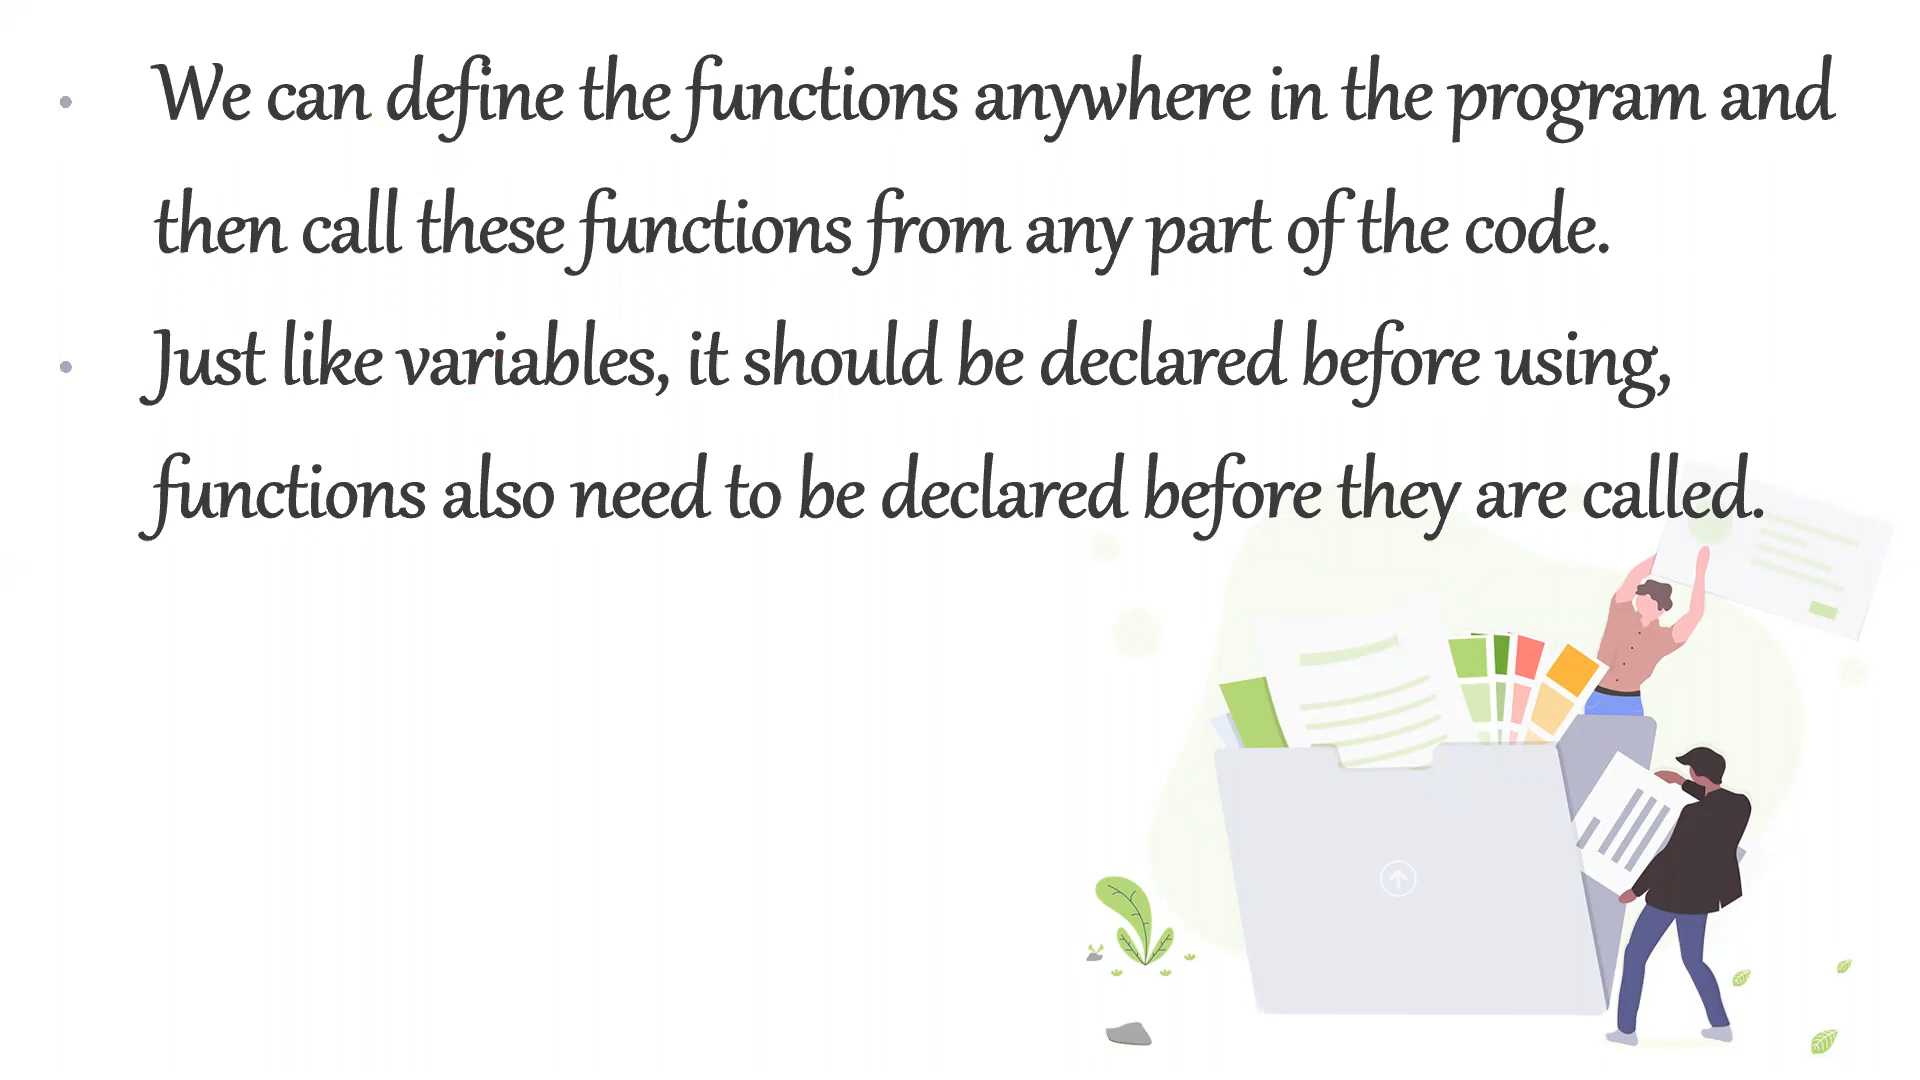 • We can define the functions anywhere in the program and
then call these functions from any part of the code.
• Just like variables, it should be declared before using,
functions also need to be declared before they are called.